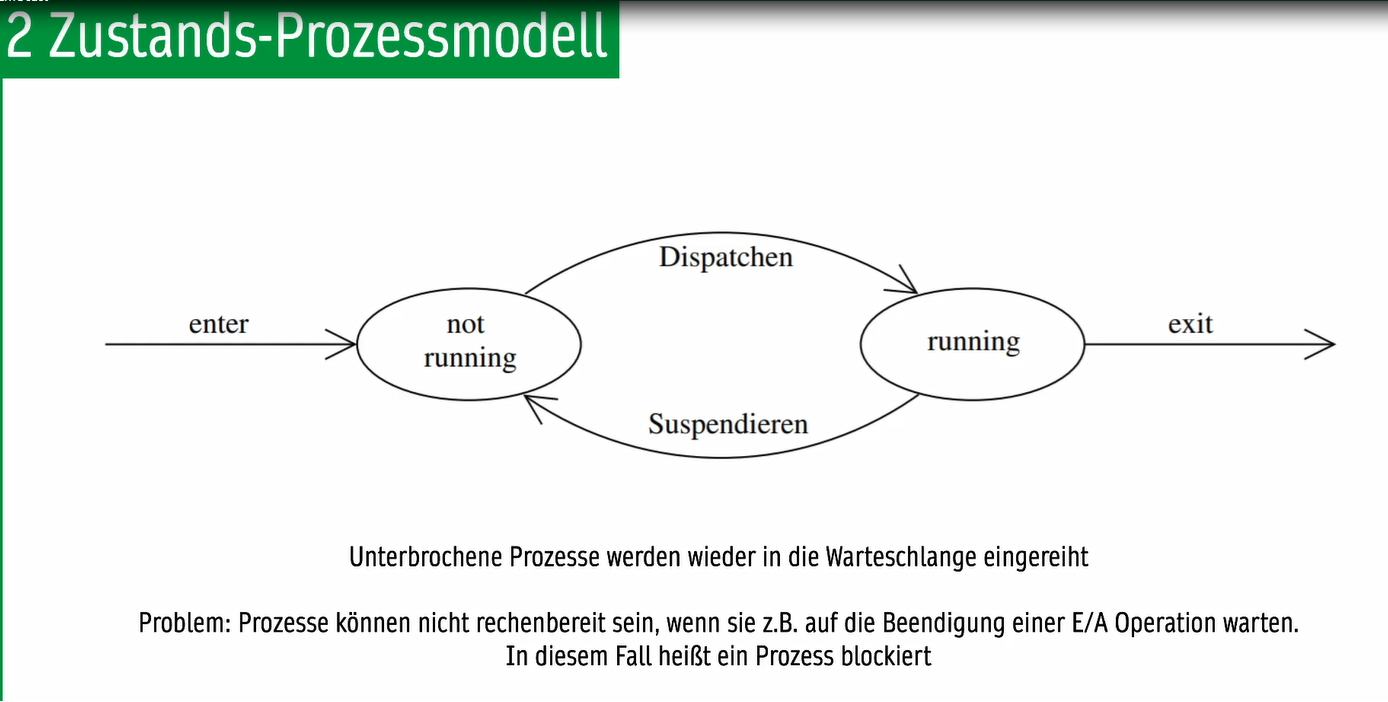 2 Zustands-Prozessmodell
Dispatchen
enter
not
running
running
exit
Suspendieren
Unterbrochene Prozesse werden wieder in die Warteschlange eingereiht
Problem: Prozesse können nicht rechenbereit sein, wenn sie z.B. auf die Beendigung einer E/A Operation warten.
In diesem Fall heißt ein Prozess blockiert